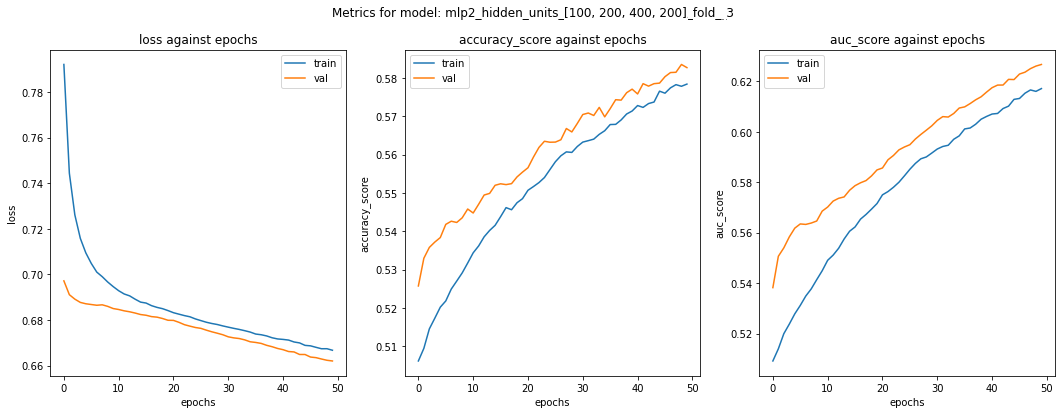 Metrics for model: mlp2_hidden_units_[100, 200, 400, 200]_fold_3
loss against epochs
train
val
0.78
0.76
0.74
0.72
0.70
0.68
0.66
loss
0 10 20 30 40 50
epochs
accuracy_score against epochs
train
val
0.58
0.57
0.56
0.55
0.54
0.53
0.52
0.51
accuracy_score
0 10 20 30 40 50
epochs
auc_score against epochs
train
val
0.62
0.60
0.58
0.56
0.54
0.52
auc_score
0 10 20 30 40 50
epochs